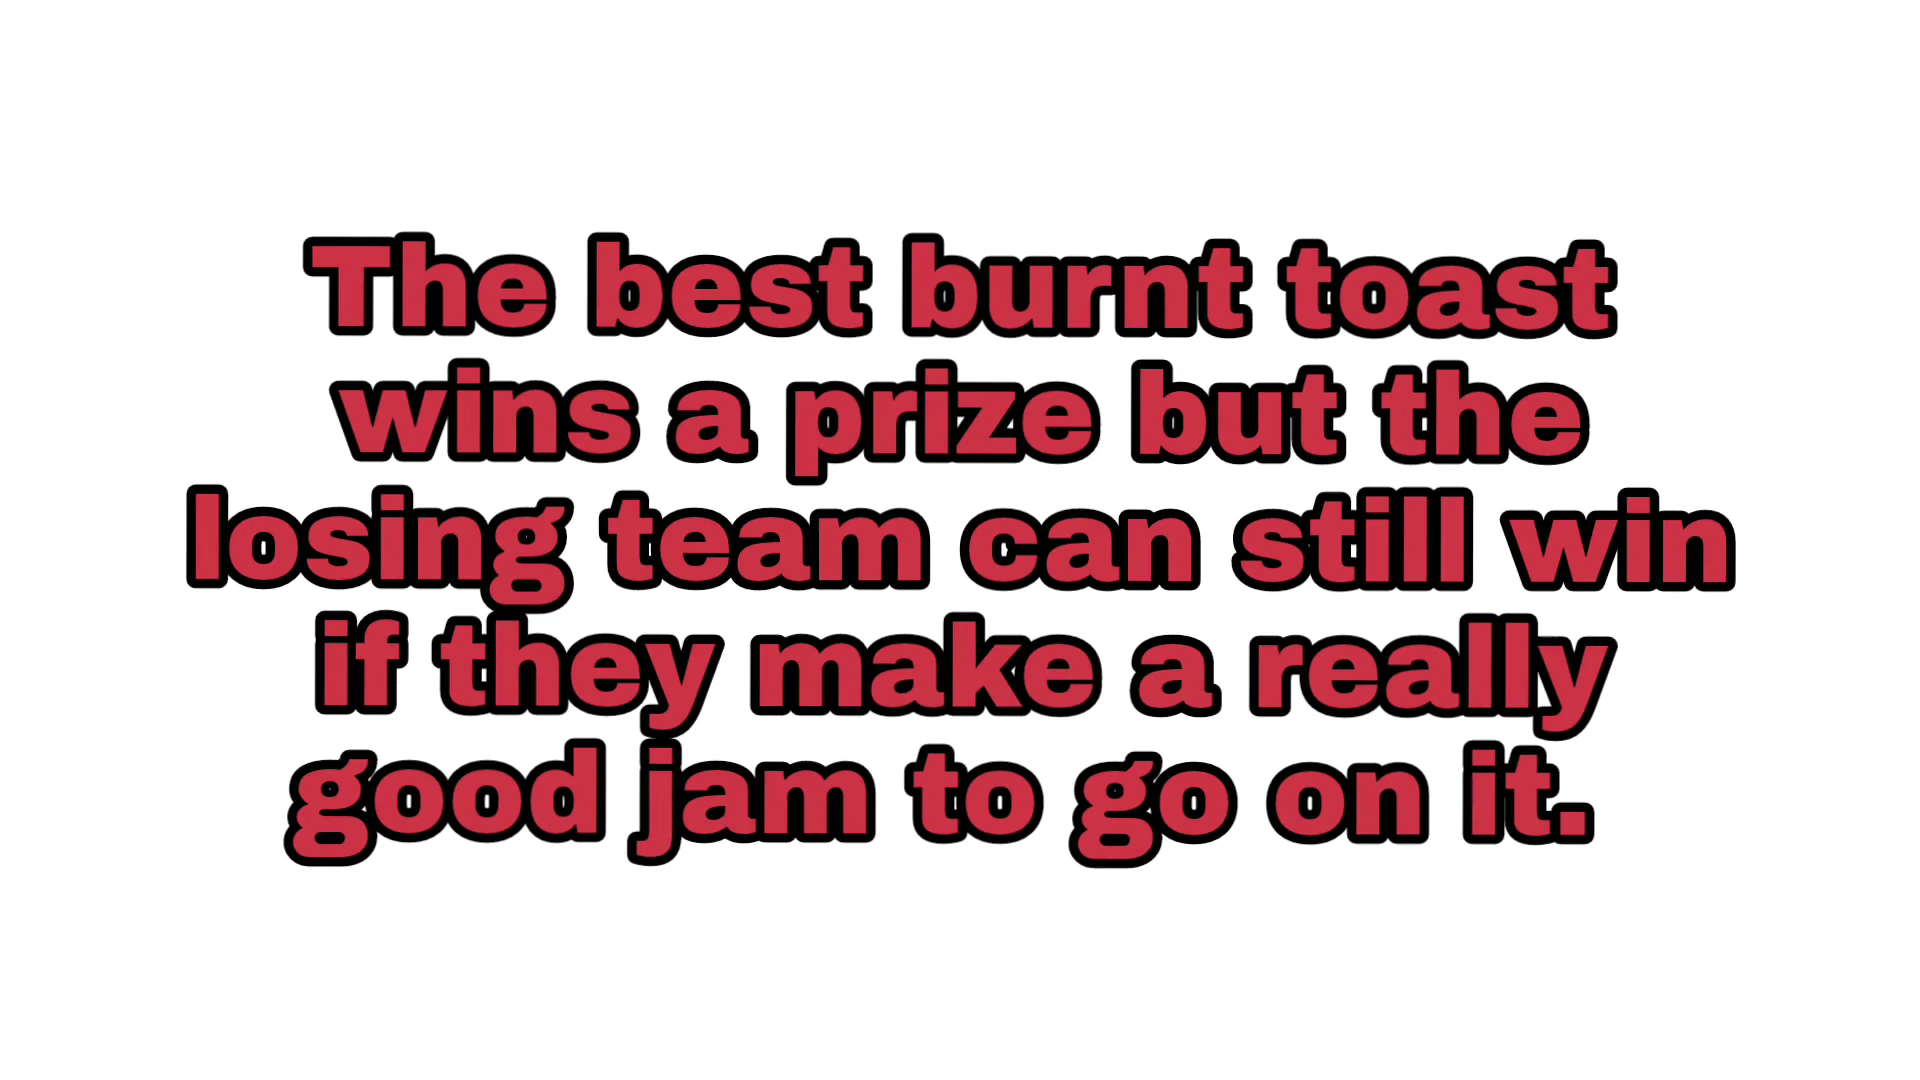 The best burnt toast
wins a prize but the
losing team can still win
if they make a really
good jam to go on it.